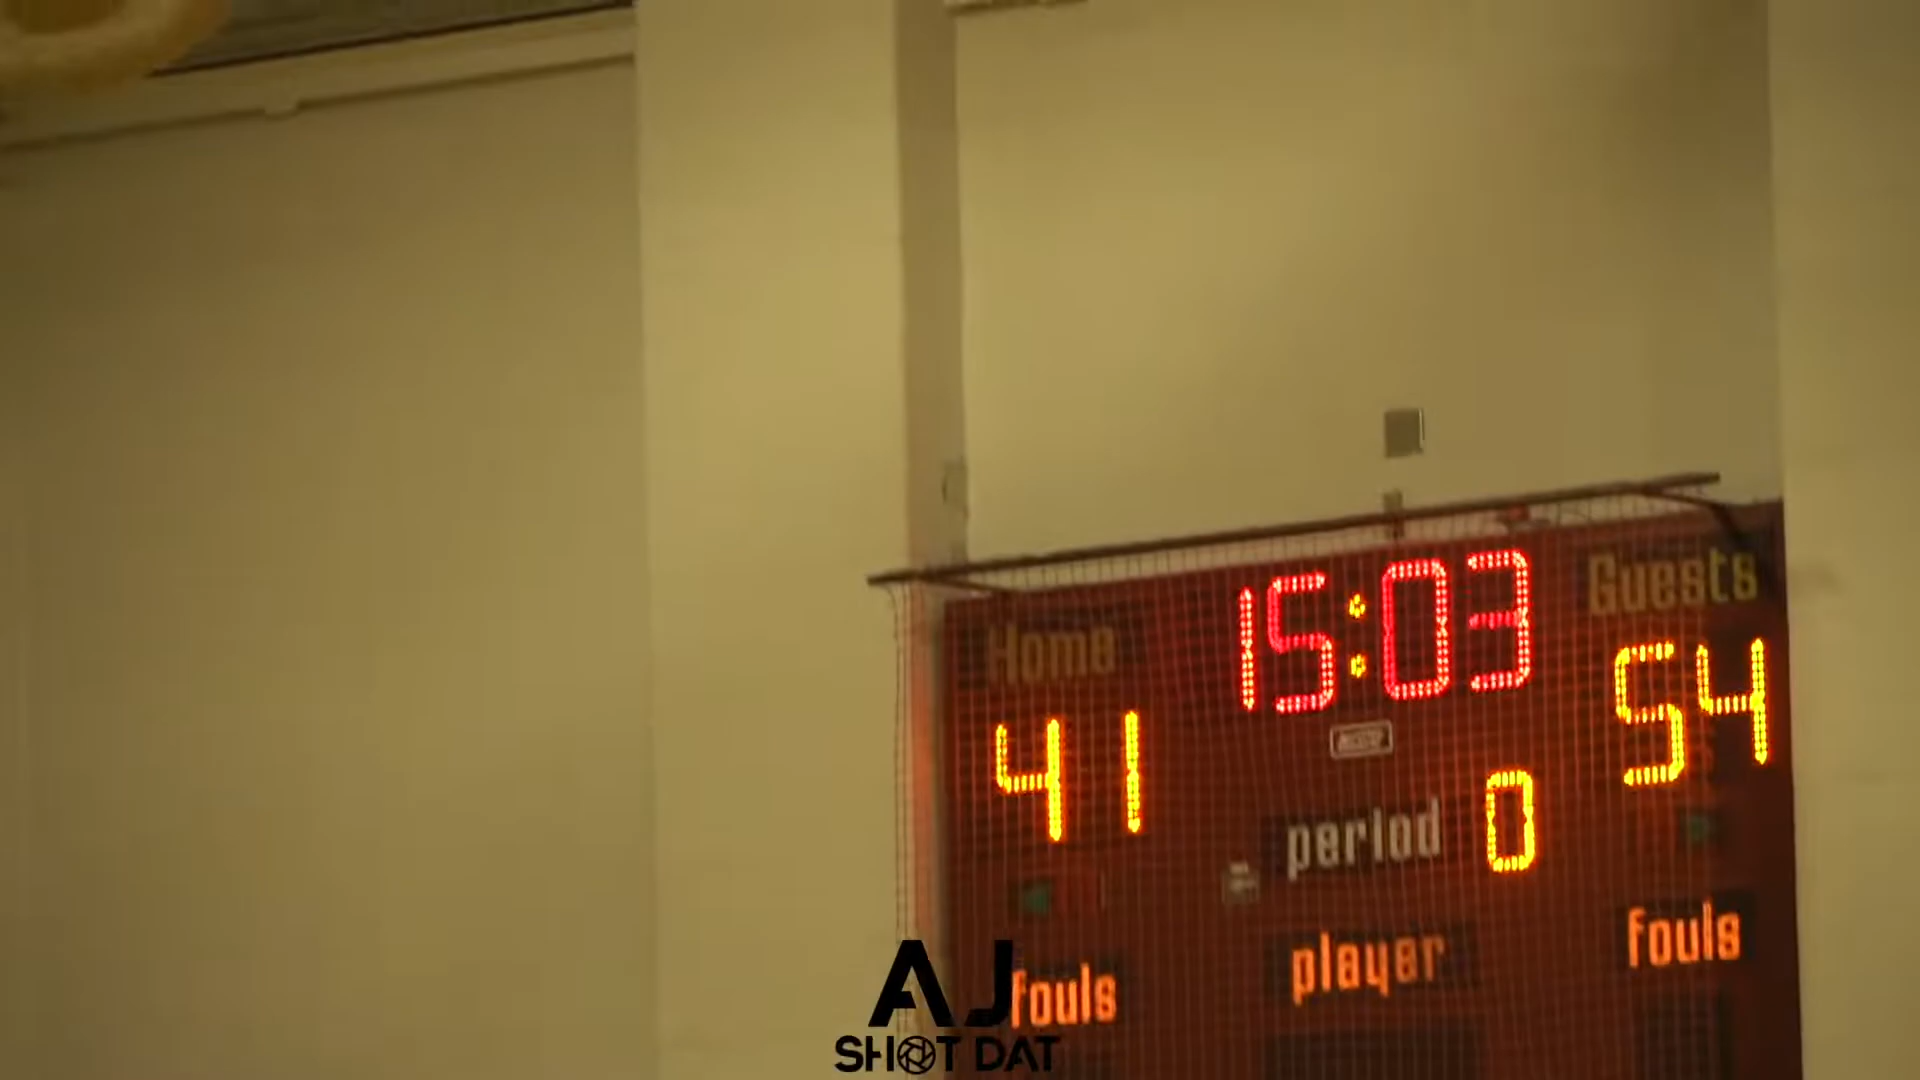 Home 15:03 Guests
41 54
period 0
fouls player fouls
AJ
SHOT DAT